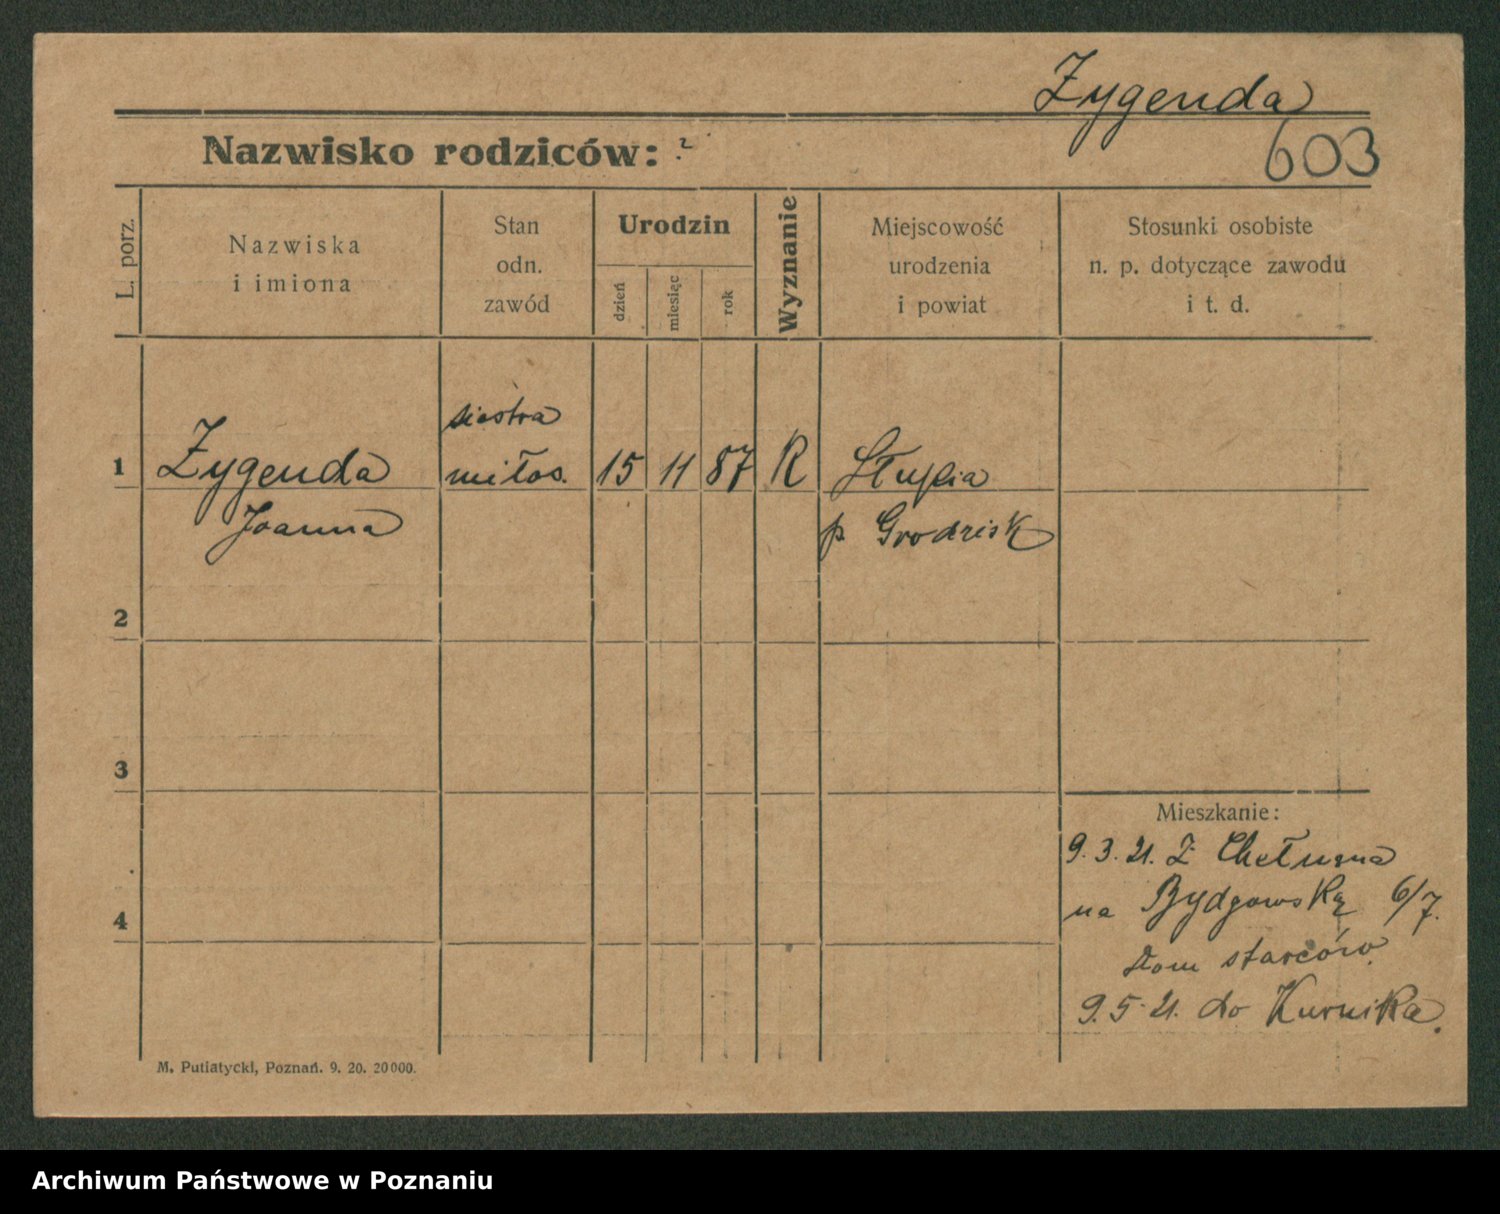 Zygenda
603
Nazwisko rodziców: ?
L. porz.
Nazwiska
i imiona
Stan
odn.
zawód
Urodzin
dzień
miesiąc
rok
Wyznanie
Miejscowość
urodzenia
i powiat
Stosunki osobiste
n. p. dotyczące zawodu
i t. d.
siostra
1 Zygenda miłos. 15 11 87 R Słupia
Joanna p Grodzisk
2
3
Mieszkanie:
9.3.21. Z
na Bydgowską 6/7.
4
Dom starców.
9.5.21. do Kurnika.
M. Putiatycki, Poznań. 9. 20. 20000.
Archiwum Państwowe w Poznaniu